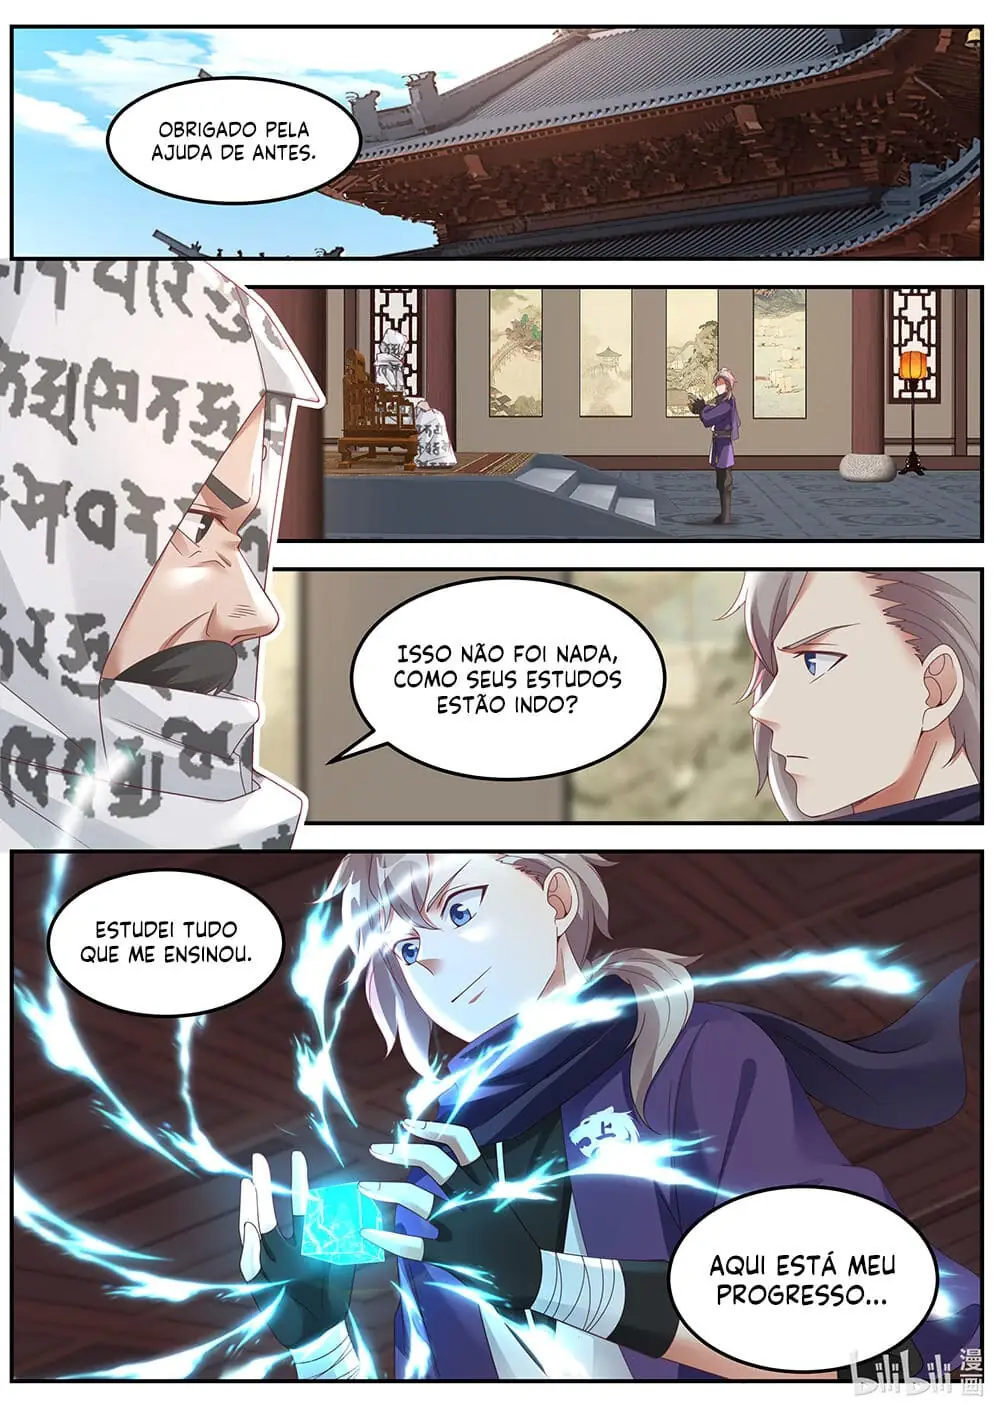 OBRIGADO PELA
AJUDA DE ANTES.
ISSO NÃO FOI NADA,
COMO SEUS ESTUDOS
ESTÃO INDO?
ESTUDEI TUDO
QUE ME ENSINOU.
上
AQUI ESTÁ MEU
PROGRESSO...
bilibili 漫画